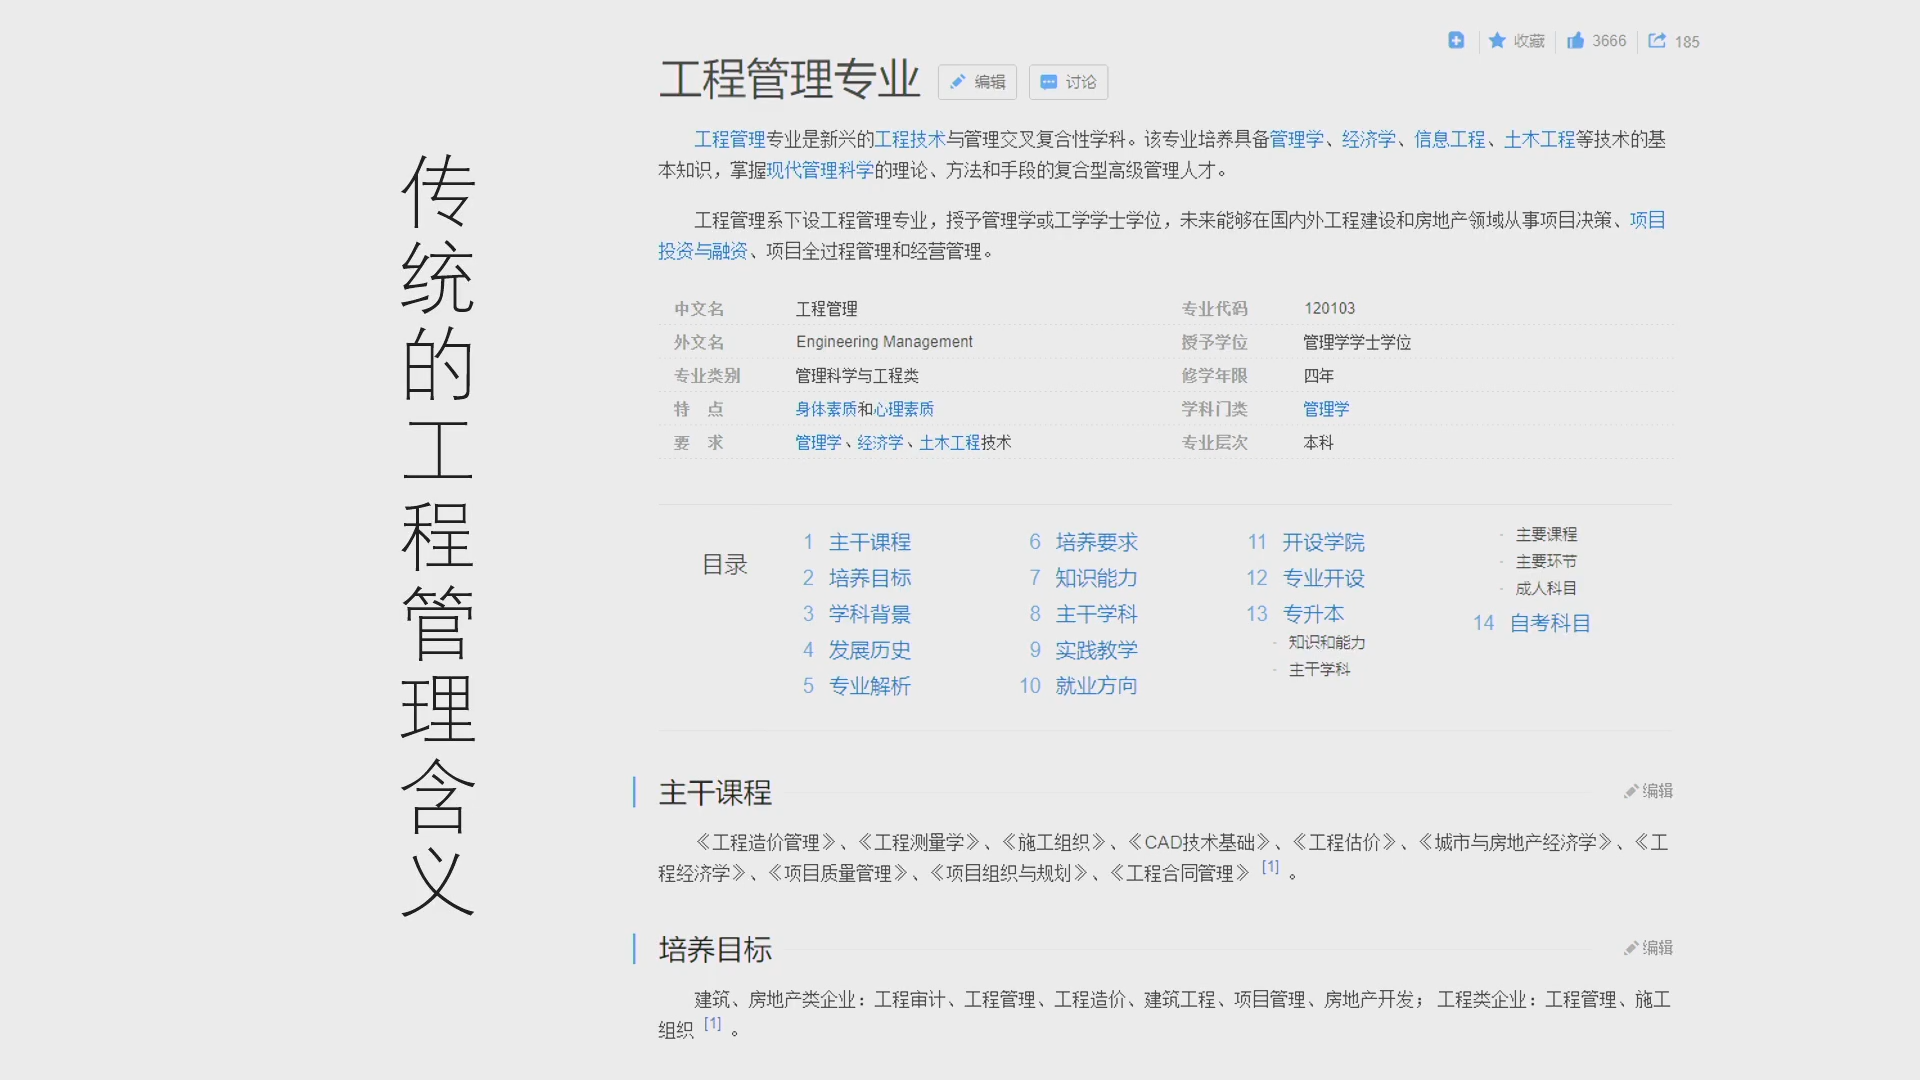 传统的工程管理含义
收藏 3666 185
工程管理专业 编辑 讨论
工程管理专业是新兴的工程技术与管理交叉复合性学科。该专业培养具备管理学、经济学、信息工程、土木工程等技术的基
本知识，掌握现代管理科学的理论、方法和手段的复合型高级管理人才。
工程管理系下设工程管理专业，授予管理学或工学学士学位，未来能够在国内外工程建设和房地产领域从事项目决策、项目
投资与融资、项目全过程管理和经营管理。
中文名 工程管理 专业代码 120103
外文名 Engineering Management 授予学位 管理学学士学位
专业类别 管理科学与工程类 修学年限 四年
特 点 身体素质和心理素质 学科门类 管理学
要 求 管理学、经济学、土木工程技术 专业层次 本科
目录
1 主干课程
2 培养目标
3 学科背景
4 发展历史
5 专业解析
6 培养要求
7 知识能力
8 主干学科
9 实践教学
10 就业方向
11 开设学院
12 专业开设
13 专升本
- 知识和能力
- 主干学科
- 主要课程
- 主要环节
- 成人科目
14 自考科目
主干课程 编辑
《工程造价管理》、《工程测量学》、《施工组织》、《CAD技术基础》、《工程估价》、《城市与房地产经济学》、《工
程经济学》、《项目质量管理》、《项目组织与规划》、《工程合同管理》 [1] 。
培养目标 编辑
建筑、房地产类企业：工程审计、工程管理、工程造价、建筑工程、项目管理、房地产开发； 工程类企业：工程管理、施工
组织 [1] 。